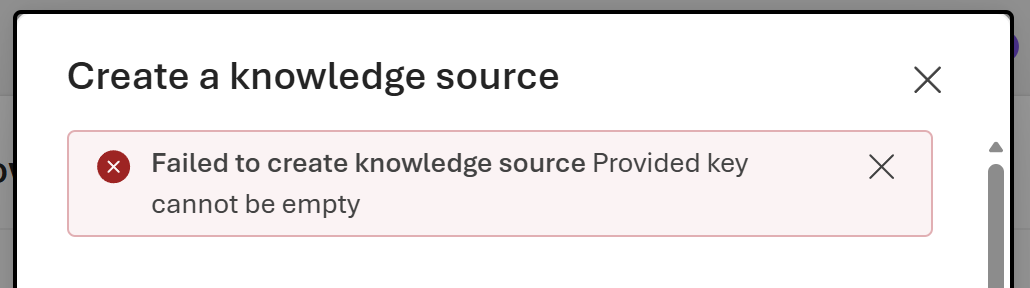 Create a knowledge source
Failed to create knowledge source Provided key
cannot be empty